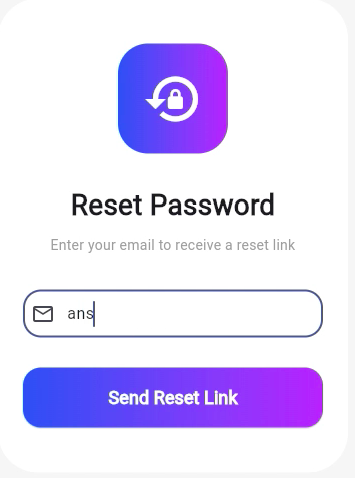 Reset Password
Enter your email to receive a reset link
ans
Send Reset Link